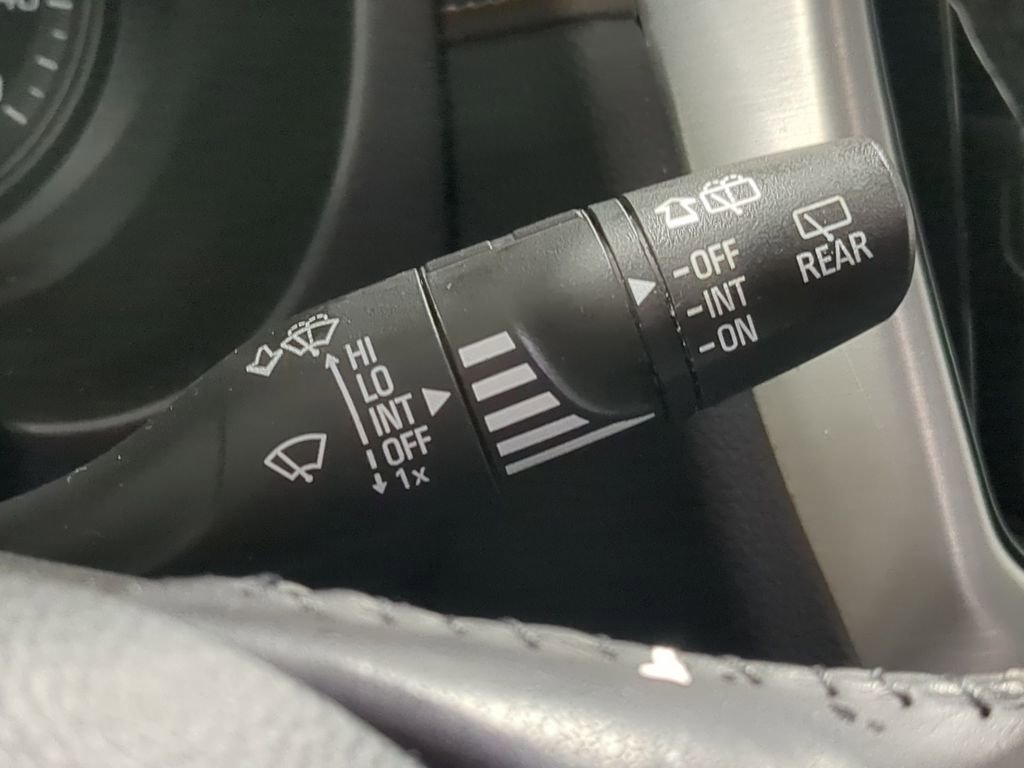 HI
LO
INT
OFF
1x
-OFF
-INT
-ON
REAR